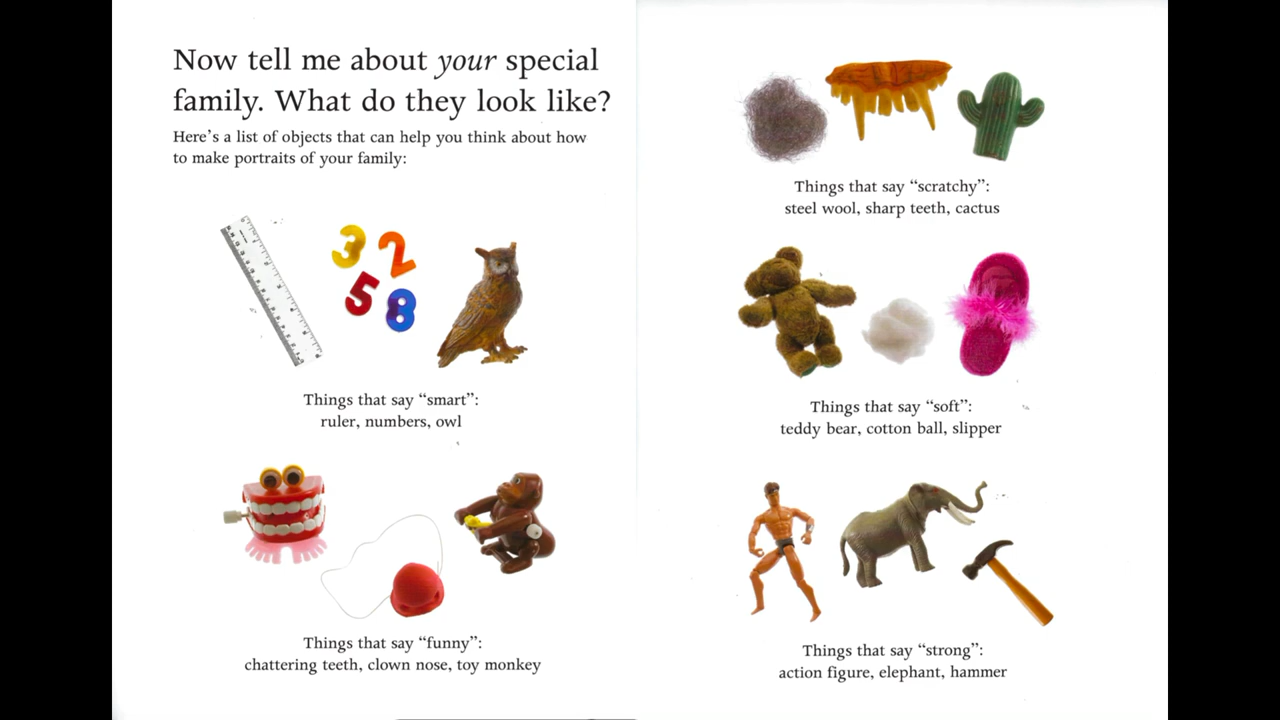 Now tell me about your special
family. What do they look like?
Here's a list of objects that can help you think about how
to make portraits of your family:
3 2
5 8
Things that say “smart”:
ruler, numbers, owl
Things that say “funny”:
chattering teeth, clown nose, toy monkey
Things that say “scratchy”:
steel wool, sharp teeth, cactus
Things that say “soft”:
teddy bear, cotton ball, slipper
Things that say “strong”:
action figure, elephant, hammer